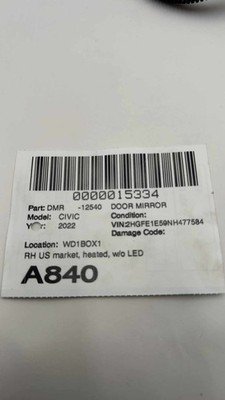 0000015334
Part: DMR -12540 DOOR MIRROR
Model: CIVIC Condition:
Year: 2022 VIN:2HGFE1E59NH477584
Damage Code:
Location: WD1BOX1
RH US market, heated, w/o LED
A840